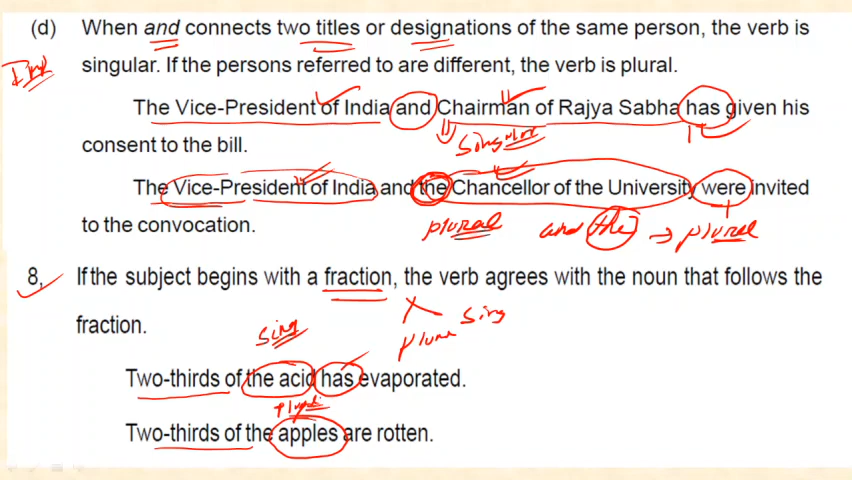 (d) When and connects two titles or designations of the same person, the verb is
Imp
singular. If the persons referred to are different, the verb is plural.
The Vice-President of India and Chairman of Rajya Sabha has given his
singular
consent to the bill.
The Vice-President of India and the Chancellor of the University were invited
to the convocation.
plural and the → plural
8, If the subject begins with a fraction, the verb agrees with the noun that follows the
fraction.
sing
plural sing
Two-thirds of the acid has evaporated.
plural
Two-thirds of the apples are rotten.